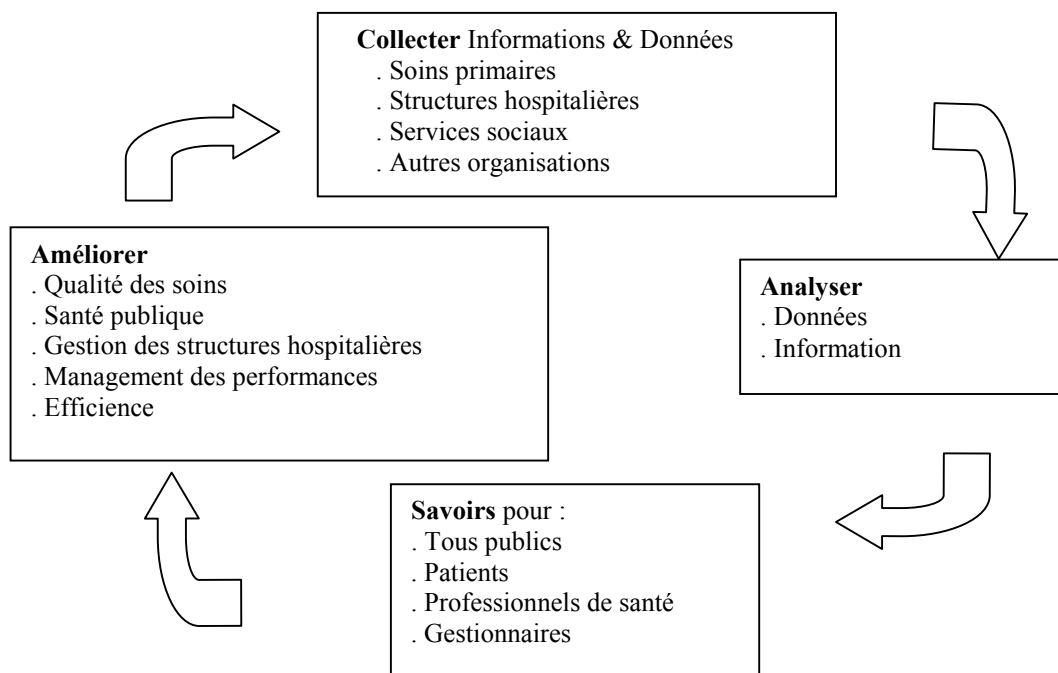 Collecter Informations & Données
. Soins primaires
. Structures hospitalières
. Services sociaux
. Autres organisations
Analyser
. Données
. Information
Savoirs pour :
. Tous publics
. Patients
. Professionnels de santé
. Gestionnaires
Améliorer
. Qualité des soins
. Santé publique
. Gestion des structures hospitalières
. Management des performances
. Efficience